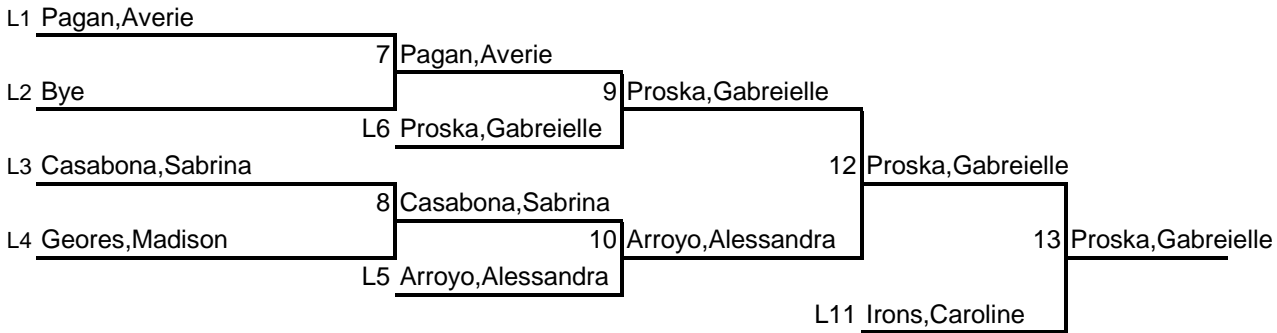 L1 Pagan,Averie
7 Pagan,Averie
L2 Bye
9 Proska,Gabreielle
L6 Proska,Gabreielle
L3 Casabona,Sabrina
12 Proska,Gabreielle
8 Casabona,Sabrina
L4 Geores,Madison
10 Arroyo,Alessandra
13 Proska,Gabreielle
L5 Arroyo,Alessandra
L11 Irons,Caroline